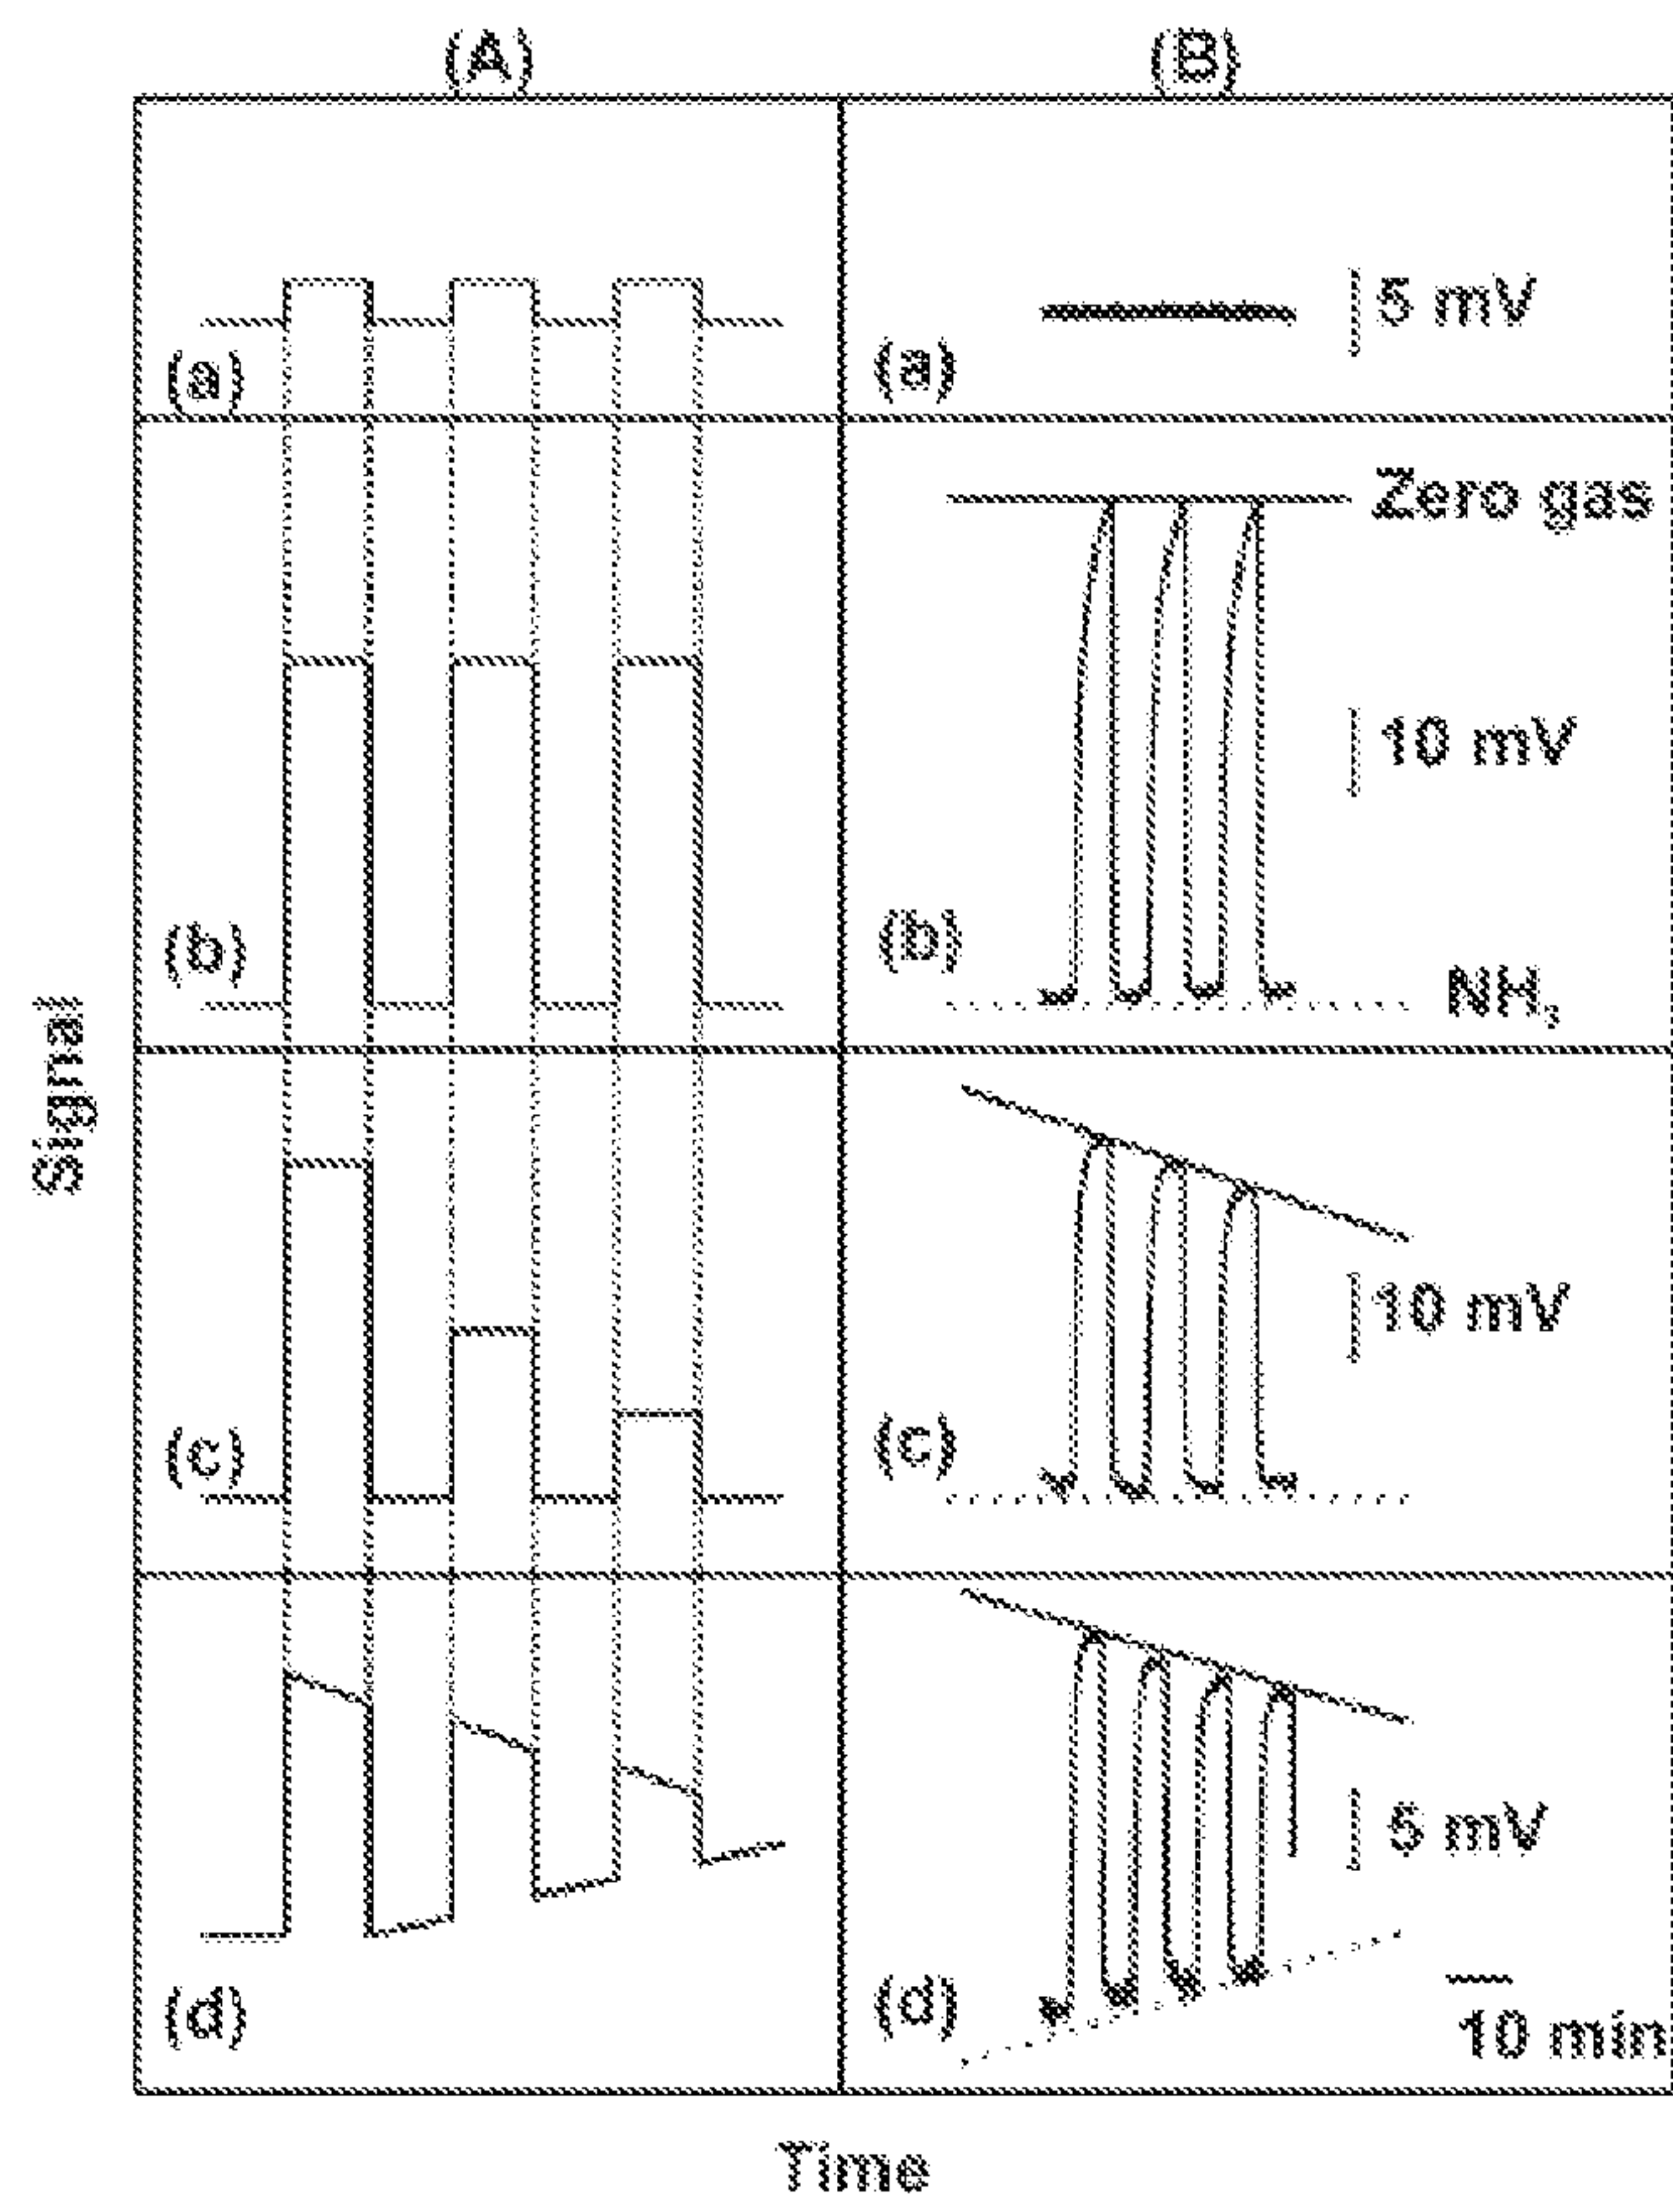 (A)
(B)
(a)
(a)
5 mV
Zero gas
10 mV
(b)
(b)
NH₃
Signal
10 mV
(c)
(c)
5 mV
(d)
(d)
10 min
Time